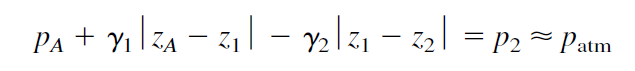 p_A + γ_1|z_A − z_1| − γ_2|z_1 − z_2| = p_2 ≈ p_atm